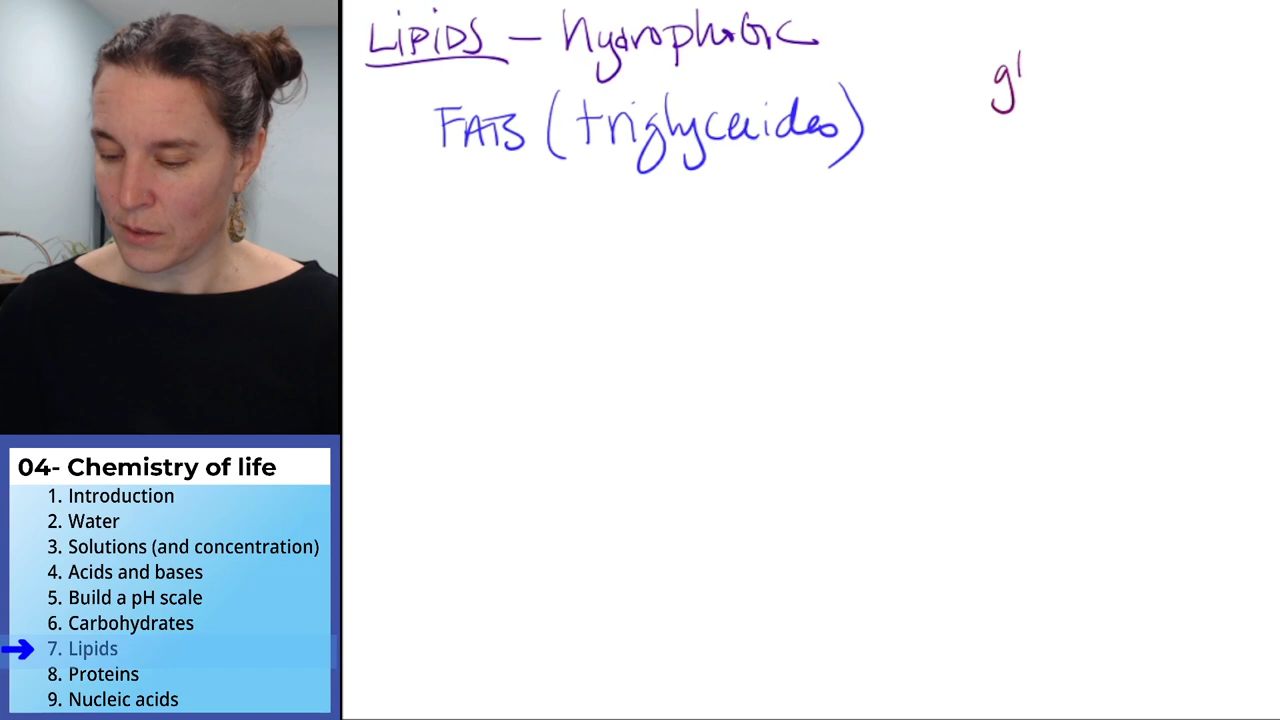 LIPIDS - hydrophobic
FATS (triglycerides)
gl
04- Chemistry of life
1. Introduction
2. Water
3. Solutions (and concentration)
4. Acids and bases
5. Build a pH scale
6. Carbohydrates
7. Lipids
8. Proteins
9. Nucleic acids